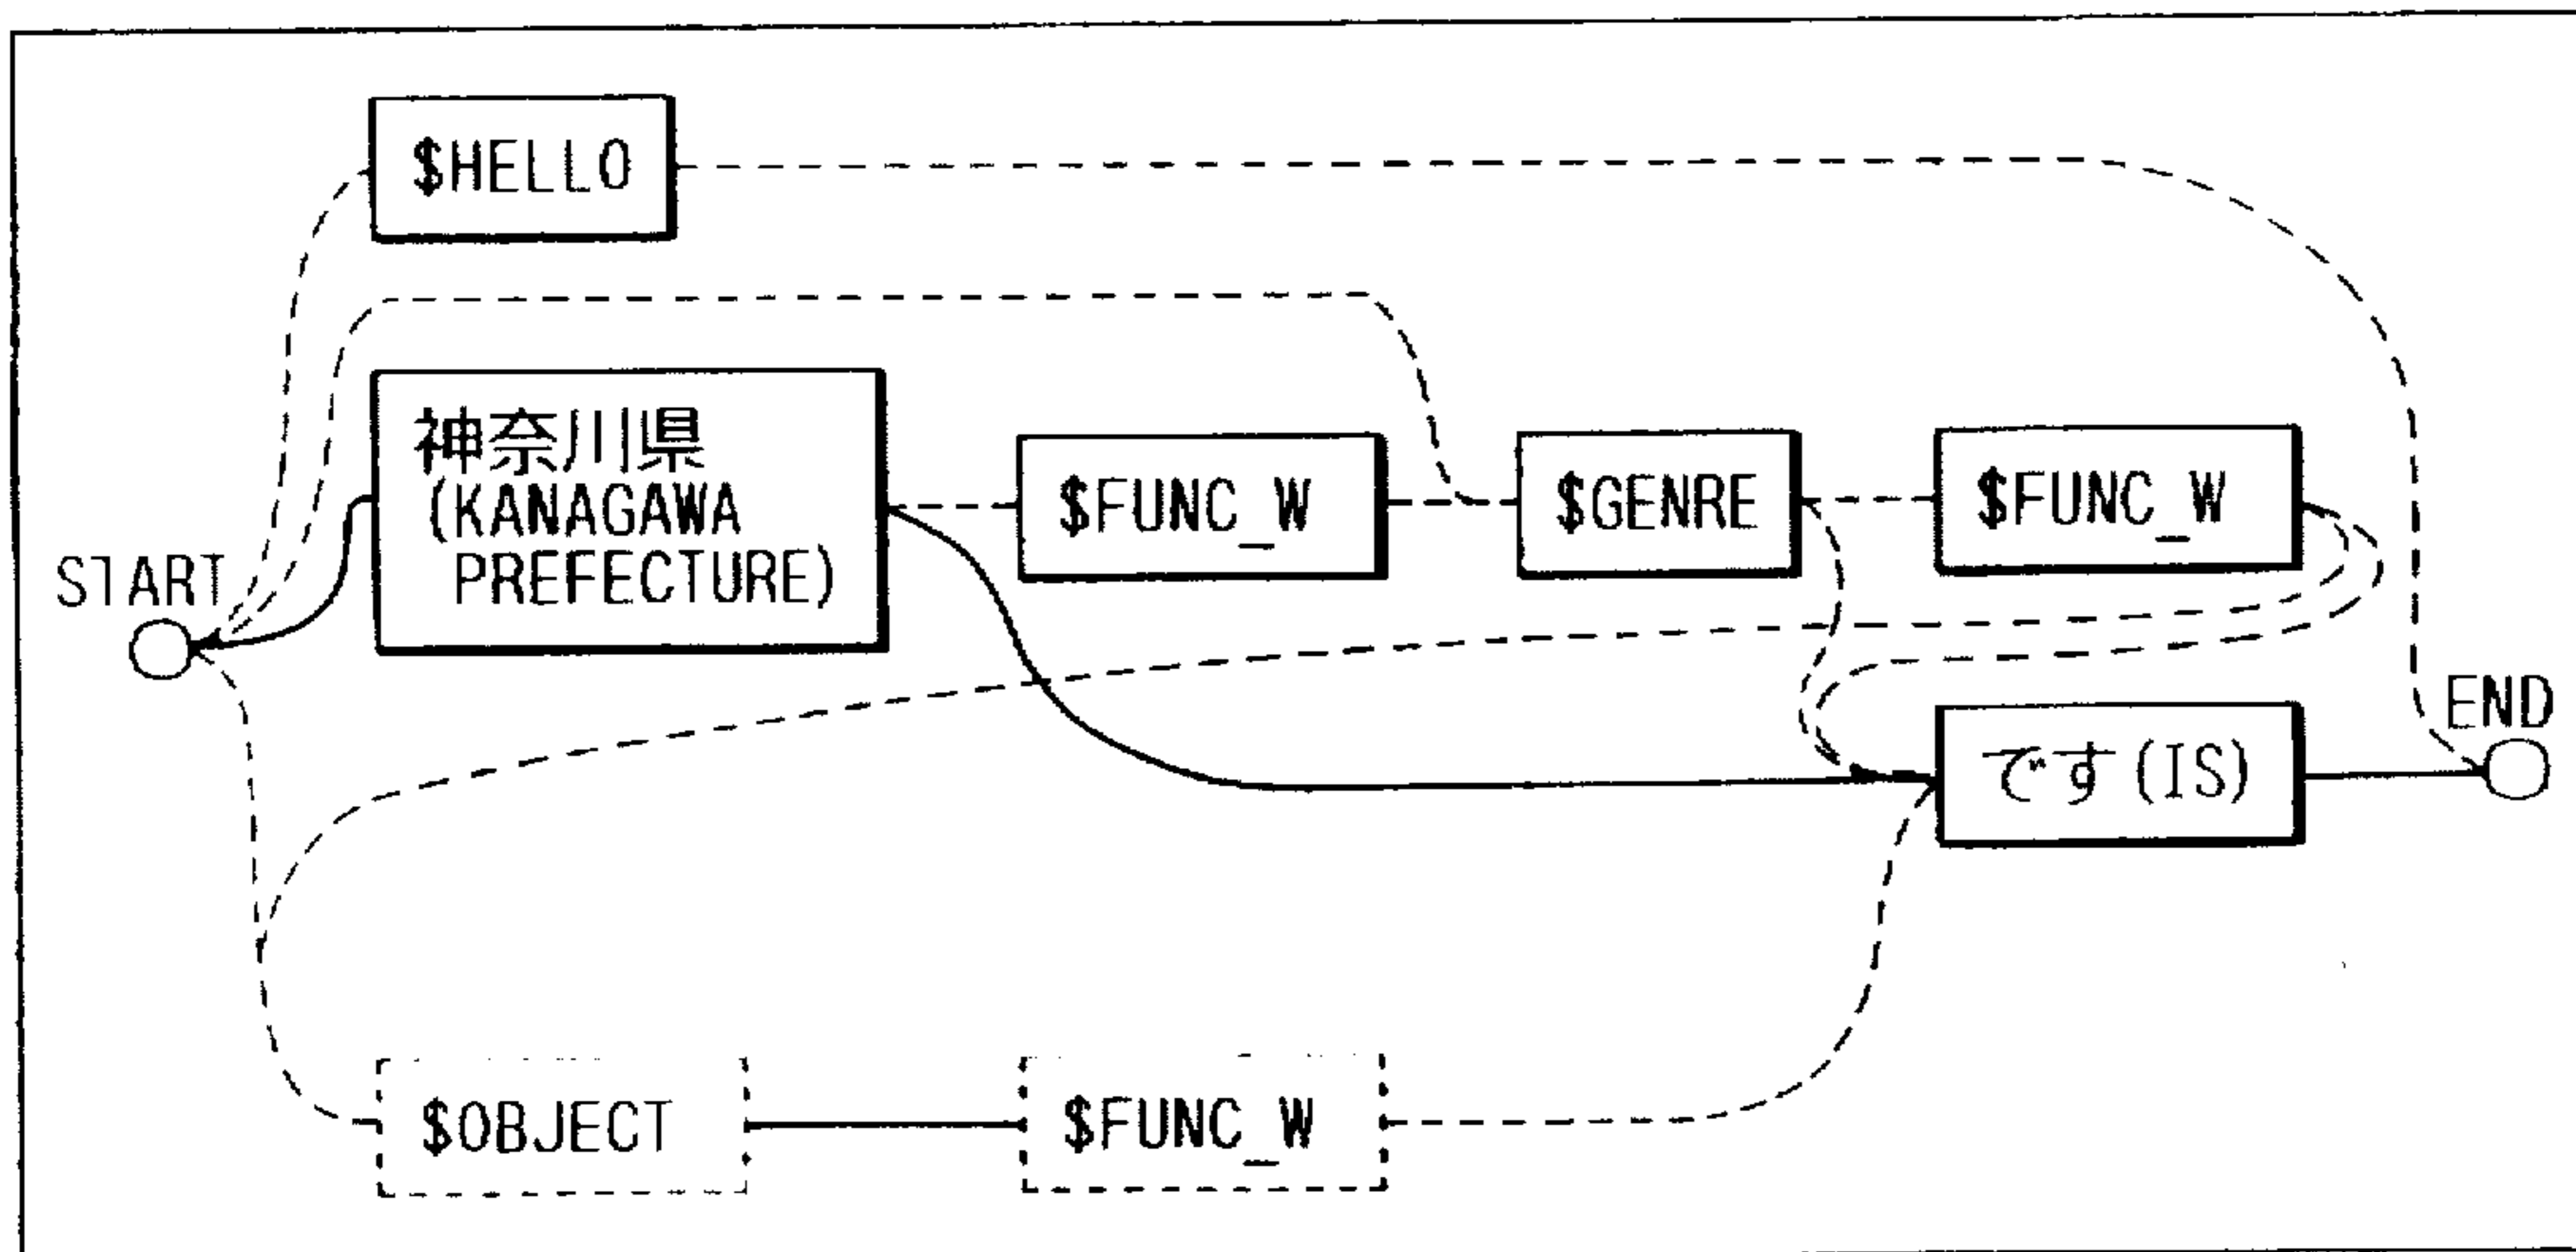 $HELLO
神奈川県
(KANAGAWA
PREFECTURE)
$FUNC_W
$GENRE
$FUNC_W
START
END
です(IS)
$OBJECT
$FUNC_W